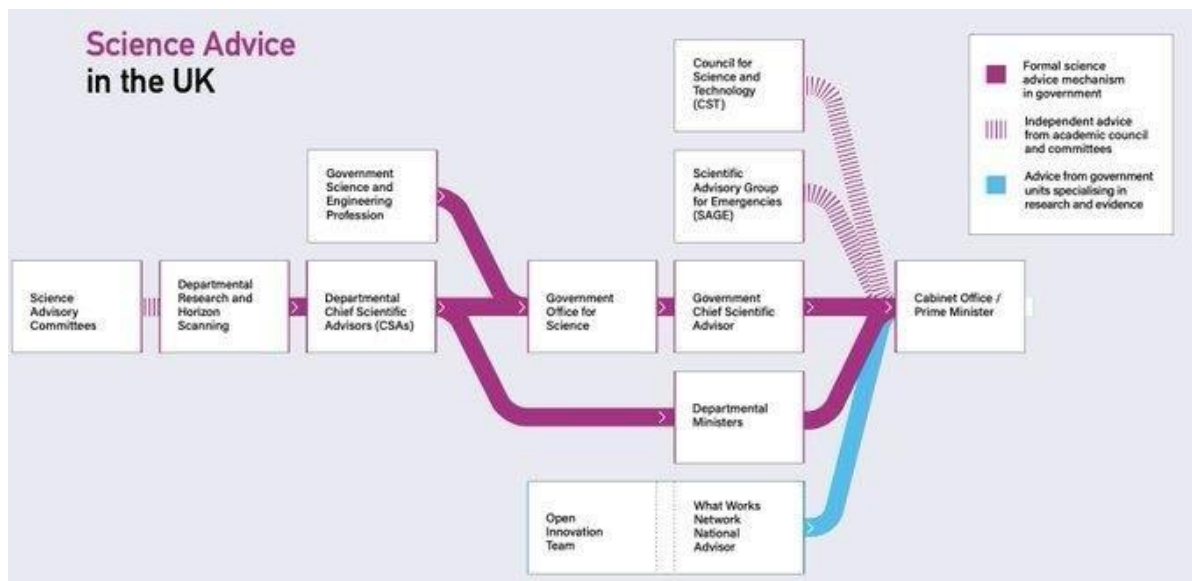 Science Advice
in the UK
Council for
Science and
Technology
(CST)
Formal science
advice mechanism
in government
Independent advice
from academic council
and committees
Advice from government
units specialising in
research and evidence
Government
Science and
Engineering
Profession
Scientific
Advisory Group
for Emergencies
(SAGE)
Science
Advisory
Committees
Departmental
Research and
Horizon
Scanning
Departmental
Chief Scientific
Advisors (CSAs)
Government
Office for
Science
Government
Chief Scientific
Advisor
Cabinet Office /
Prime Minister
Departmental
Ministers
Open
Innovation
Team
What Works
Network
National
Advisor